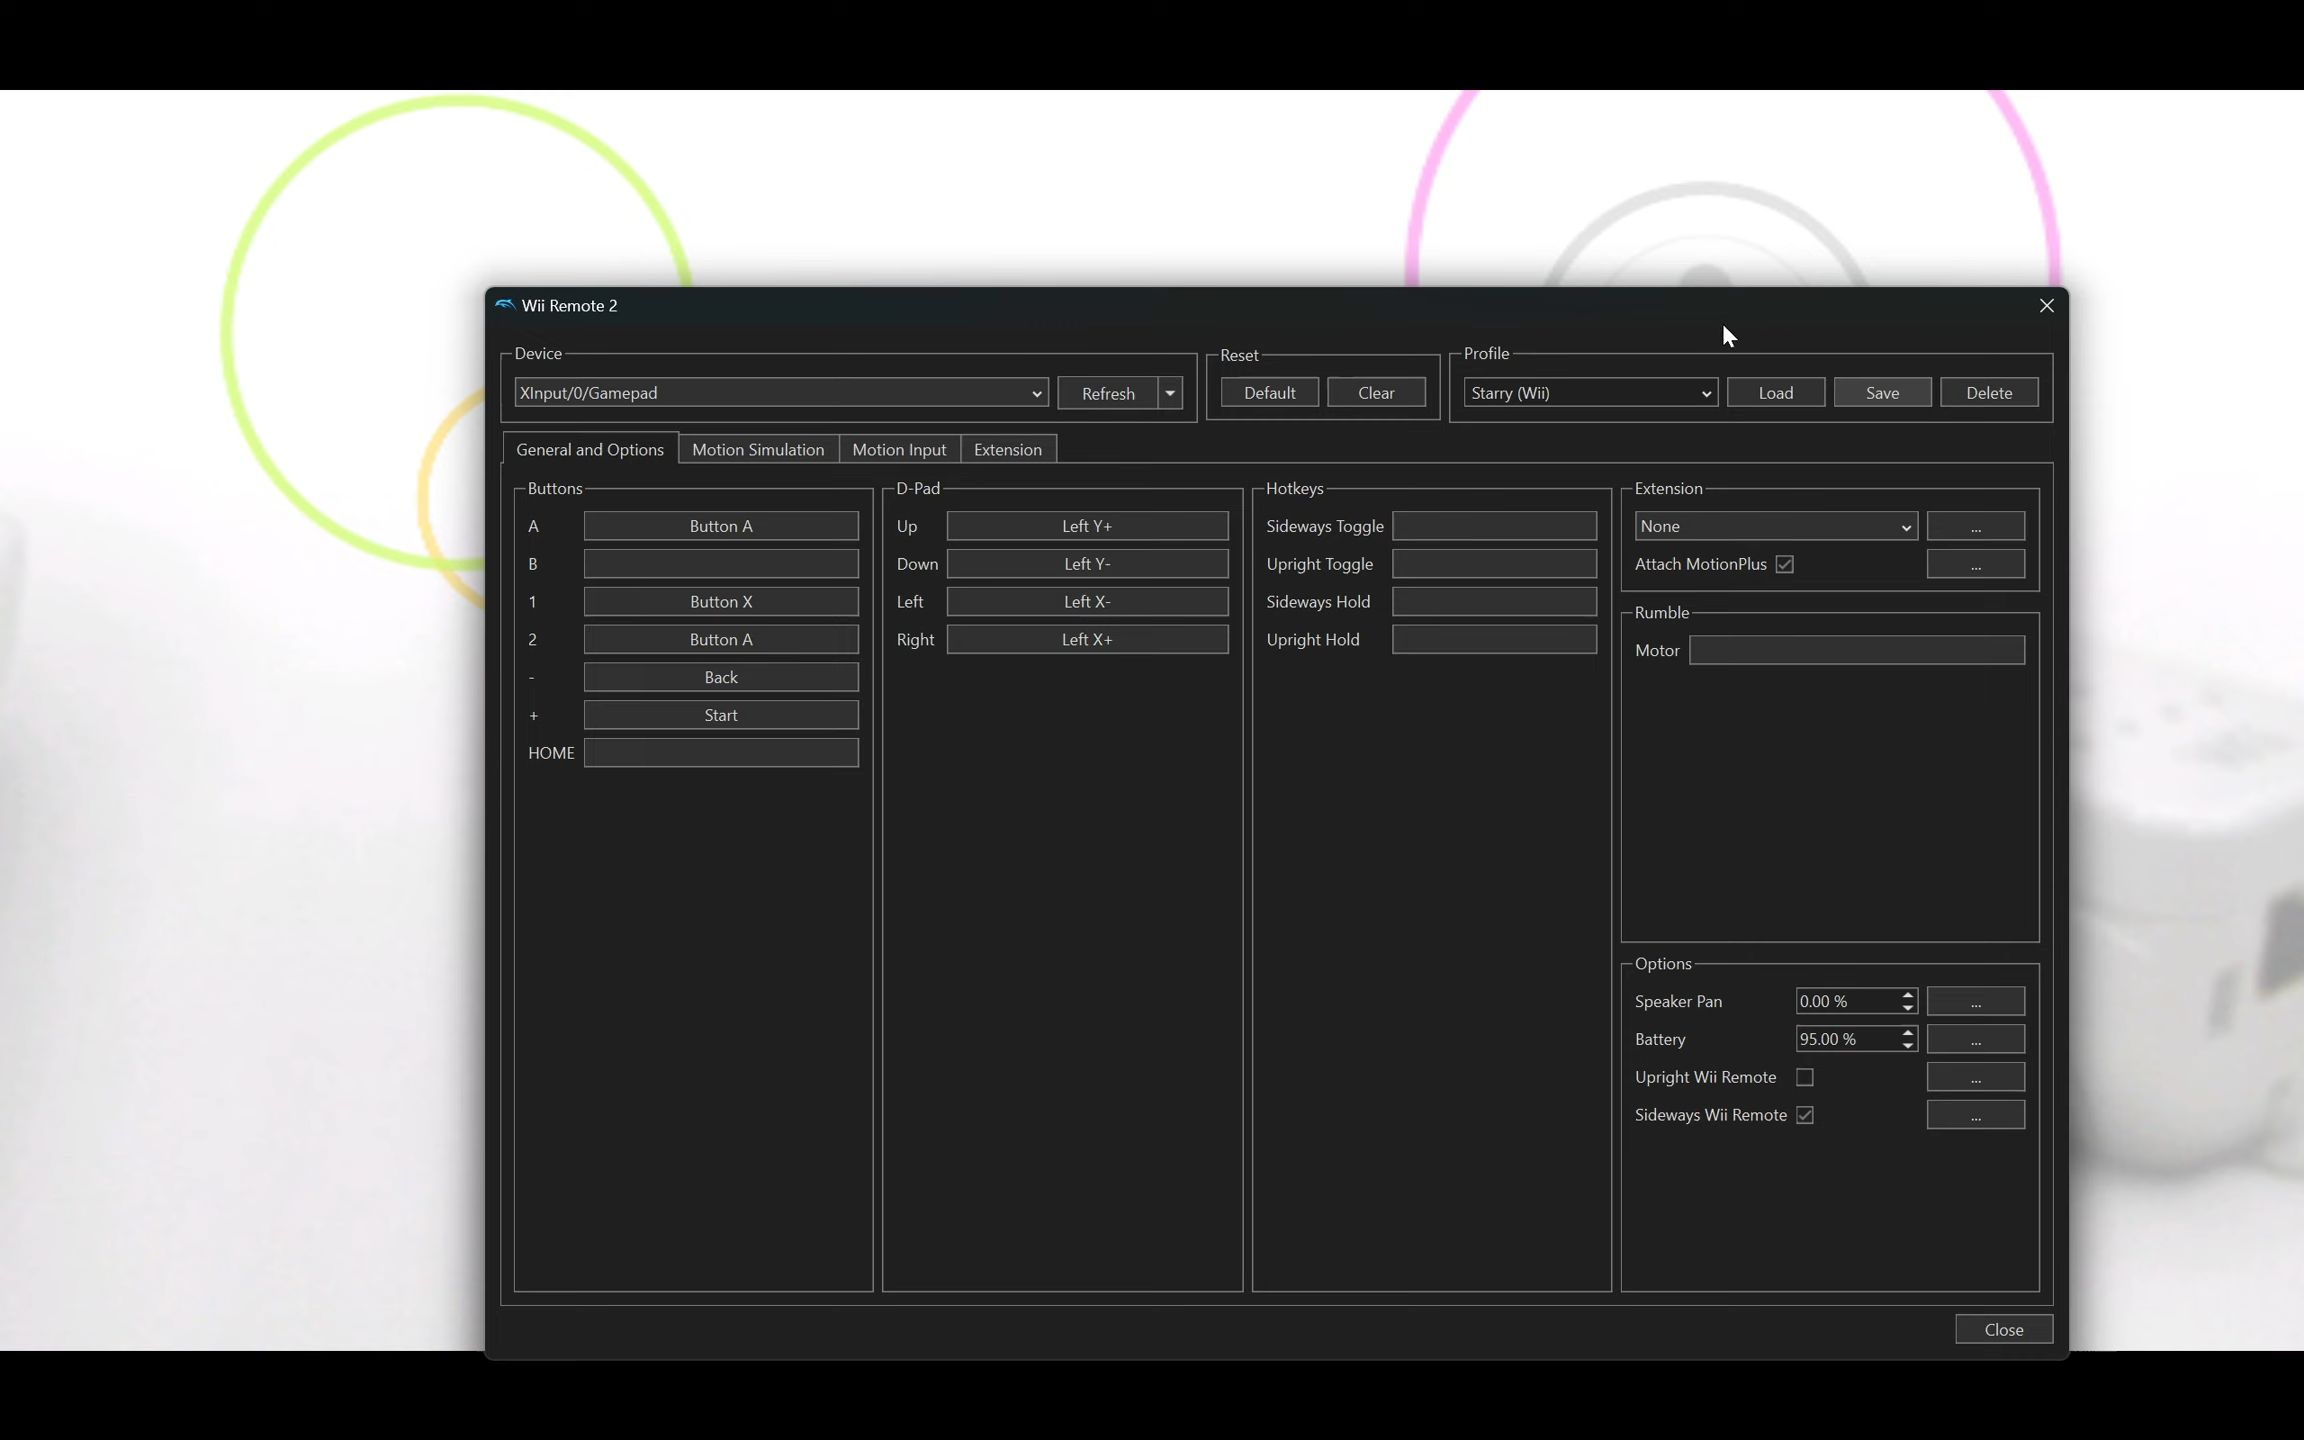 Wii Remote 2
Device
XInput/0/Gamepad
Refresh
Reset
Default
Clear
Profile
Starry (Wii)
Load
Save
Delete
General and Options
Motion Simulation
Motion Input
Extension
Buttons
A Button A
B
1 Button X
2 Button A
- Back
+ Start
HOME
D-Pad
Up Left Y+
Down Left Y-
Left Left X-
Right Left X+
Hotkeys
Sideways Toggle
Upright Toggle
Sideways Hold
Upright Hold
Extension
None ...
Attach MotionPlus ...
Rumble
Motor
Options
Speaker Pan 0.00 % ...
Battery 95.00 % ...
Upright Wii Remote ...
Sideways Wii Remote ...
Close